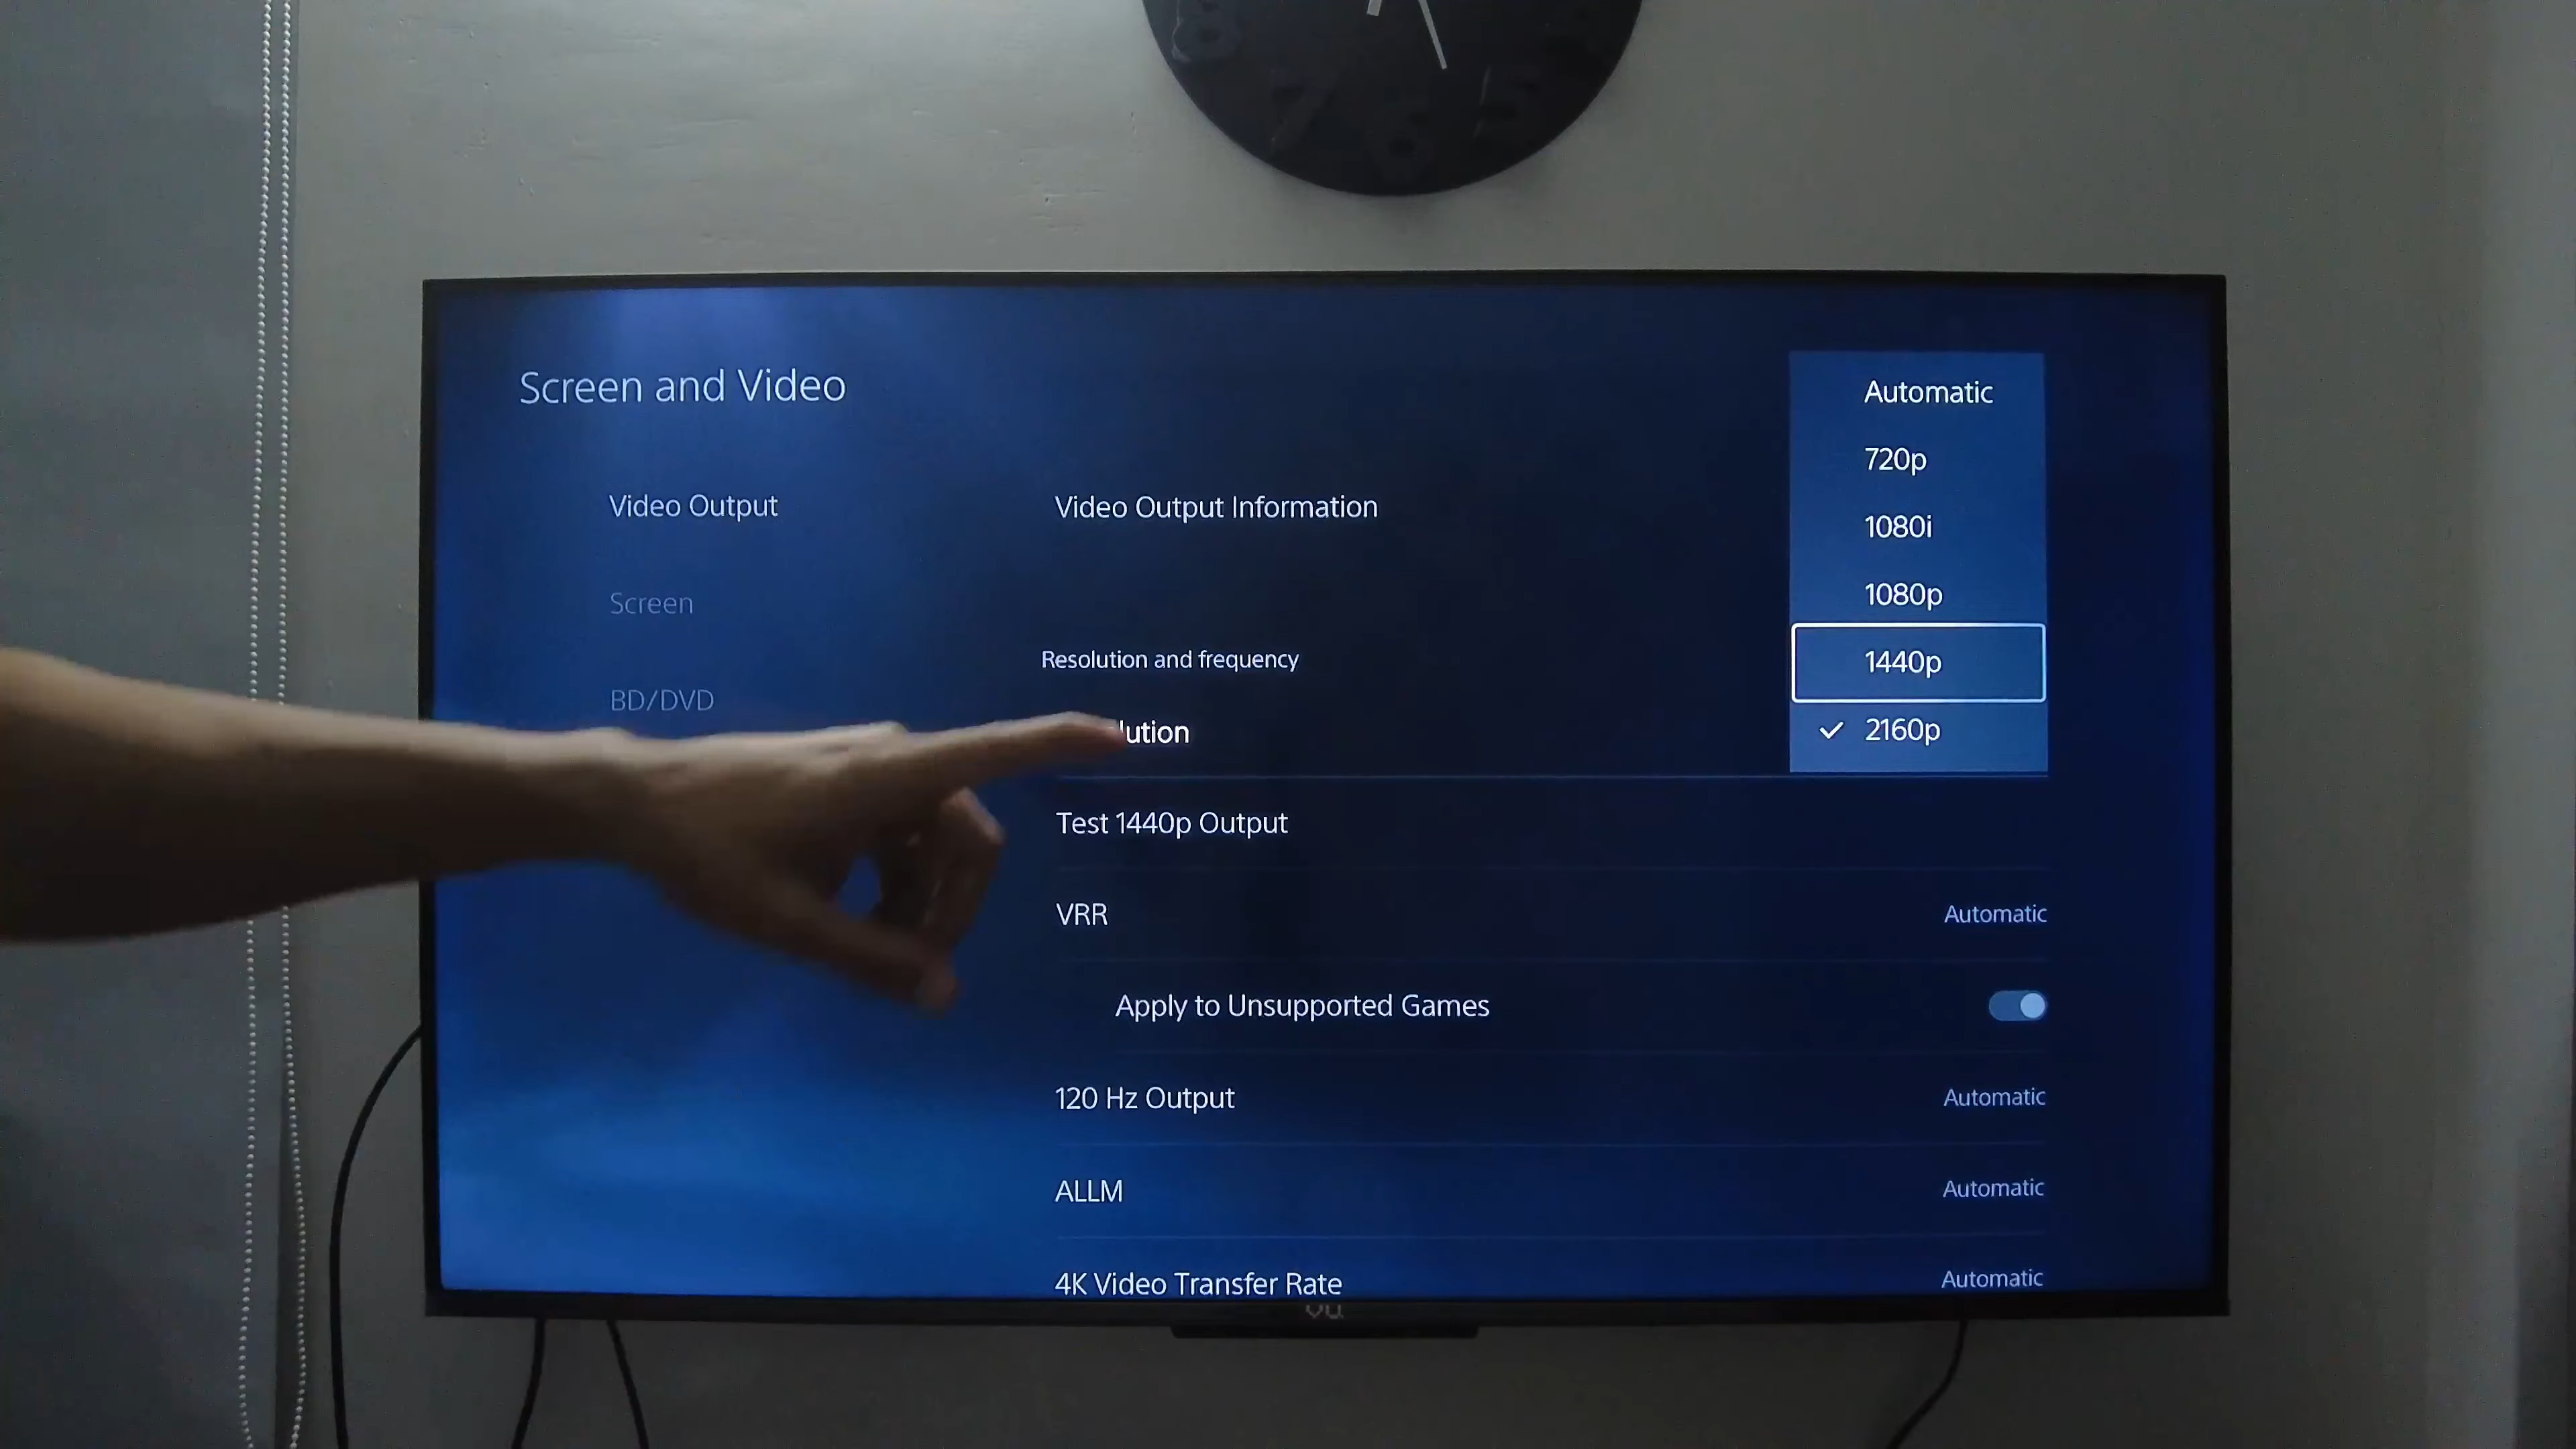 Screen and Video
Video Output
Screen
BD/DVD
Video Output Information
Resolution and frequency
lution
Automatic
720p
1080i
1080p
1440p
2160p
Test 1440p Output
VRR Automatic
Apply to Unsupported Games
120 Hz Output Automatic
ALLM Automatic
4K Video Transfer Rate Automatic